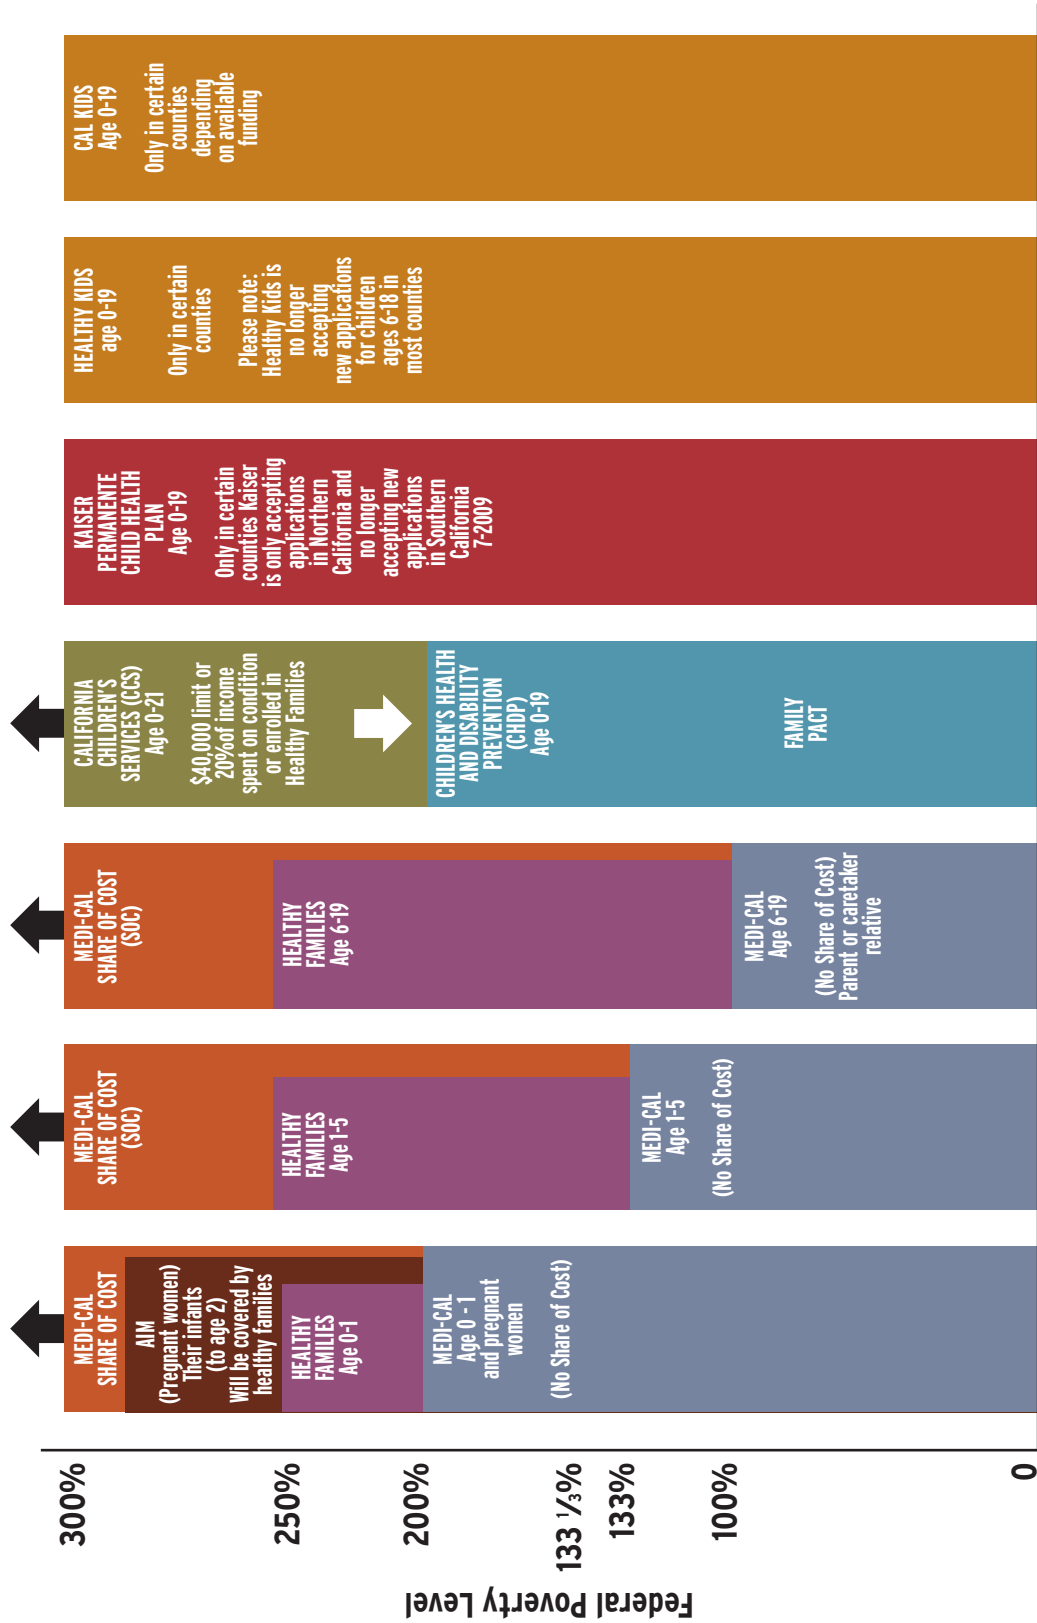 Federal Poverty Level
300%
250%
200%
133 ⅓%
133%
100%
0
MEDI-CAL
SHARE OF COST
AIM
(Pregnant women)
Their infants
(to age 2)
Will be covered by
healthy families
HEALTHY
FAMILIES
Age 0-1
MEDI-CAL
Age 0 - 1
and pregnant
women
(No Share of Cost)
MEDI-CAL
SHARE OF COST
(SOC)
HEALTHY
FAMILIES
Age 1-5
MEDI-CAL
Age 1-5
(No Share of Cost)
MEDI-CAL
SHARE OF COST
(SOC)
HEALTHY
FAMILIES
Age 6-19
MEDI-CAL
Age 6-19
(No Share of Cost)
Parent or caretaker
relative
CALIFORNIA
CHILDREN'S
SERVICES (CCS)
Age 0-21
$40,000 limit or
20%of income
spent on condition
or enrolled in
Healthy Families
CHILDREN'S HEALTH
AND DISABILITY
PREVENTION
(CHDP)
Age 0-19
FAMILY
PACT
KAISER
PERMANENTE
CHILD HEALTH
PLAN
Age 0-19
Only in certain
counties Kaiser
is only accepting
applications
in Northern
California and
no longer
accepting new
applications
in Southern
California
7-2009
HEALTHY KIDS
age 0-19
Only in certain
counties
Please note:
Healthy Kids is
no longer
accepting
new applications
for children
ages 6-18 in
most counties
CAL KIDS
Age 0-19
Only in certain
counties
depending
on available
funding